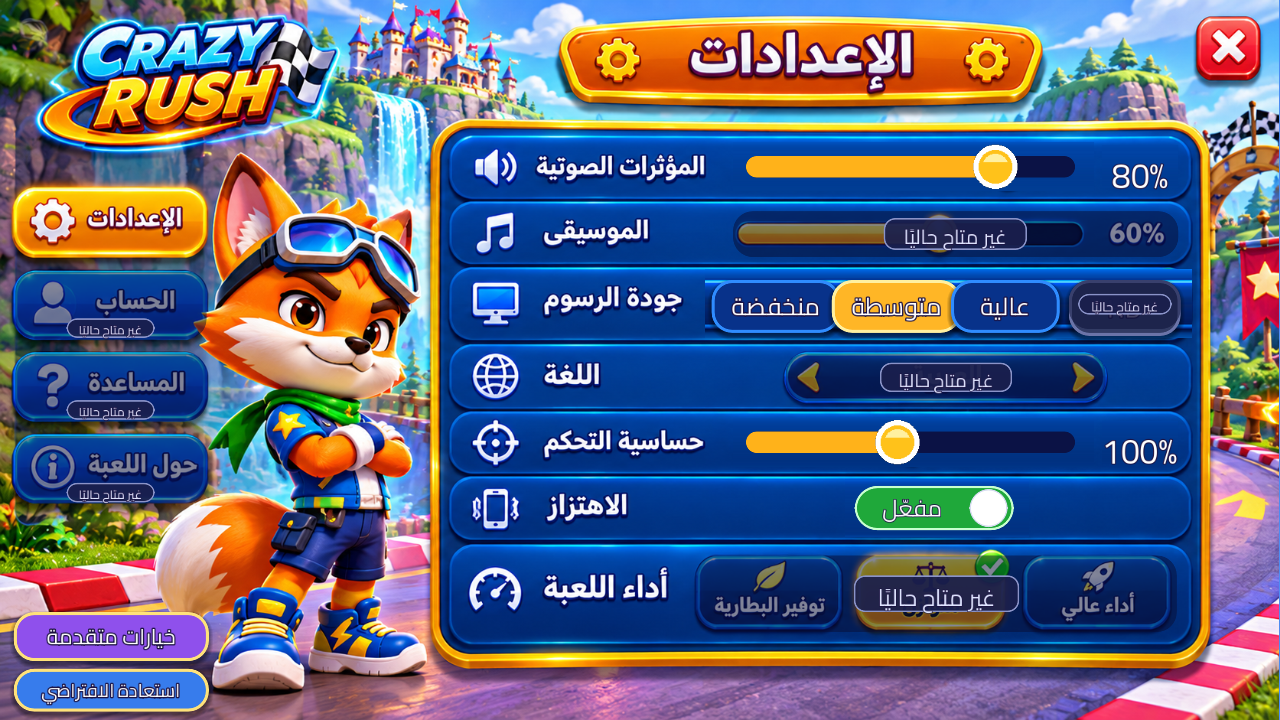 CRAZY
RUSH
الإعدادات
الإعدادات
الحساب
غير متاح حاليًا
المساعدة
غير متاح حاليًا
حول اللعبة
غير متاح حاليًا
خيارات متقدمة
استعادة الافتراضي
المؤثرات الصوتية
80%
الموسيقى
غير متاح حاليًا
60%
جودة الرسوم
منخفضة
متوسطة
عالية
غير متاح حاليًا
اللغة
غير متاح حاليًا
حساسية التحكم
100%
الاهتزاز
مفعّل
أداء اللعبة
توفير البطارية
غير متاح حاليًا
أداء عالي